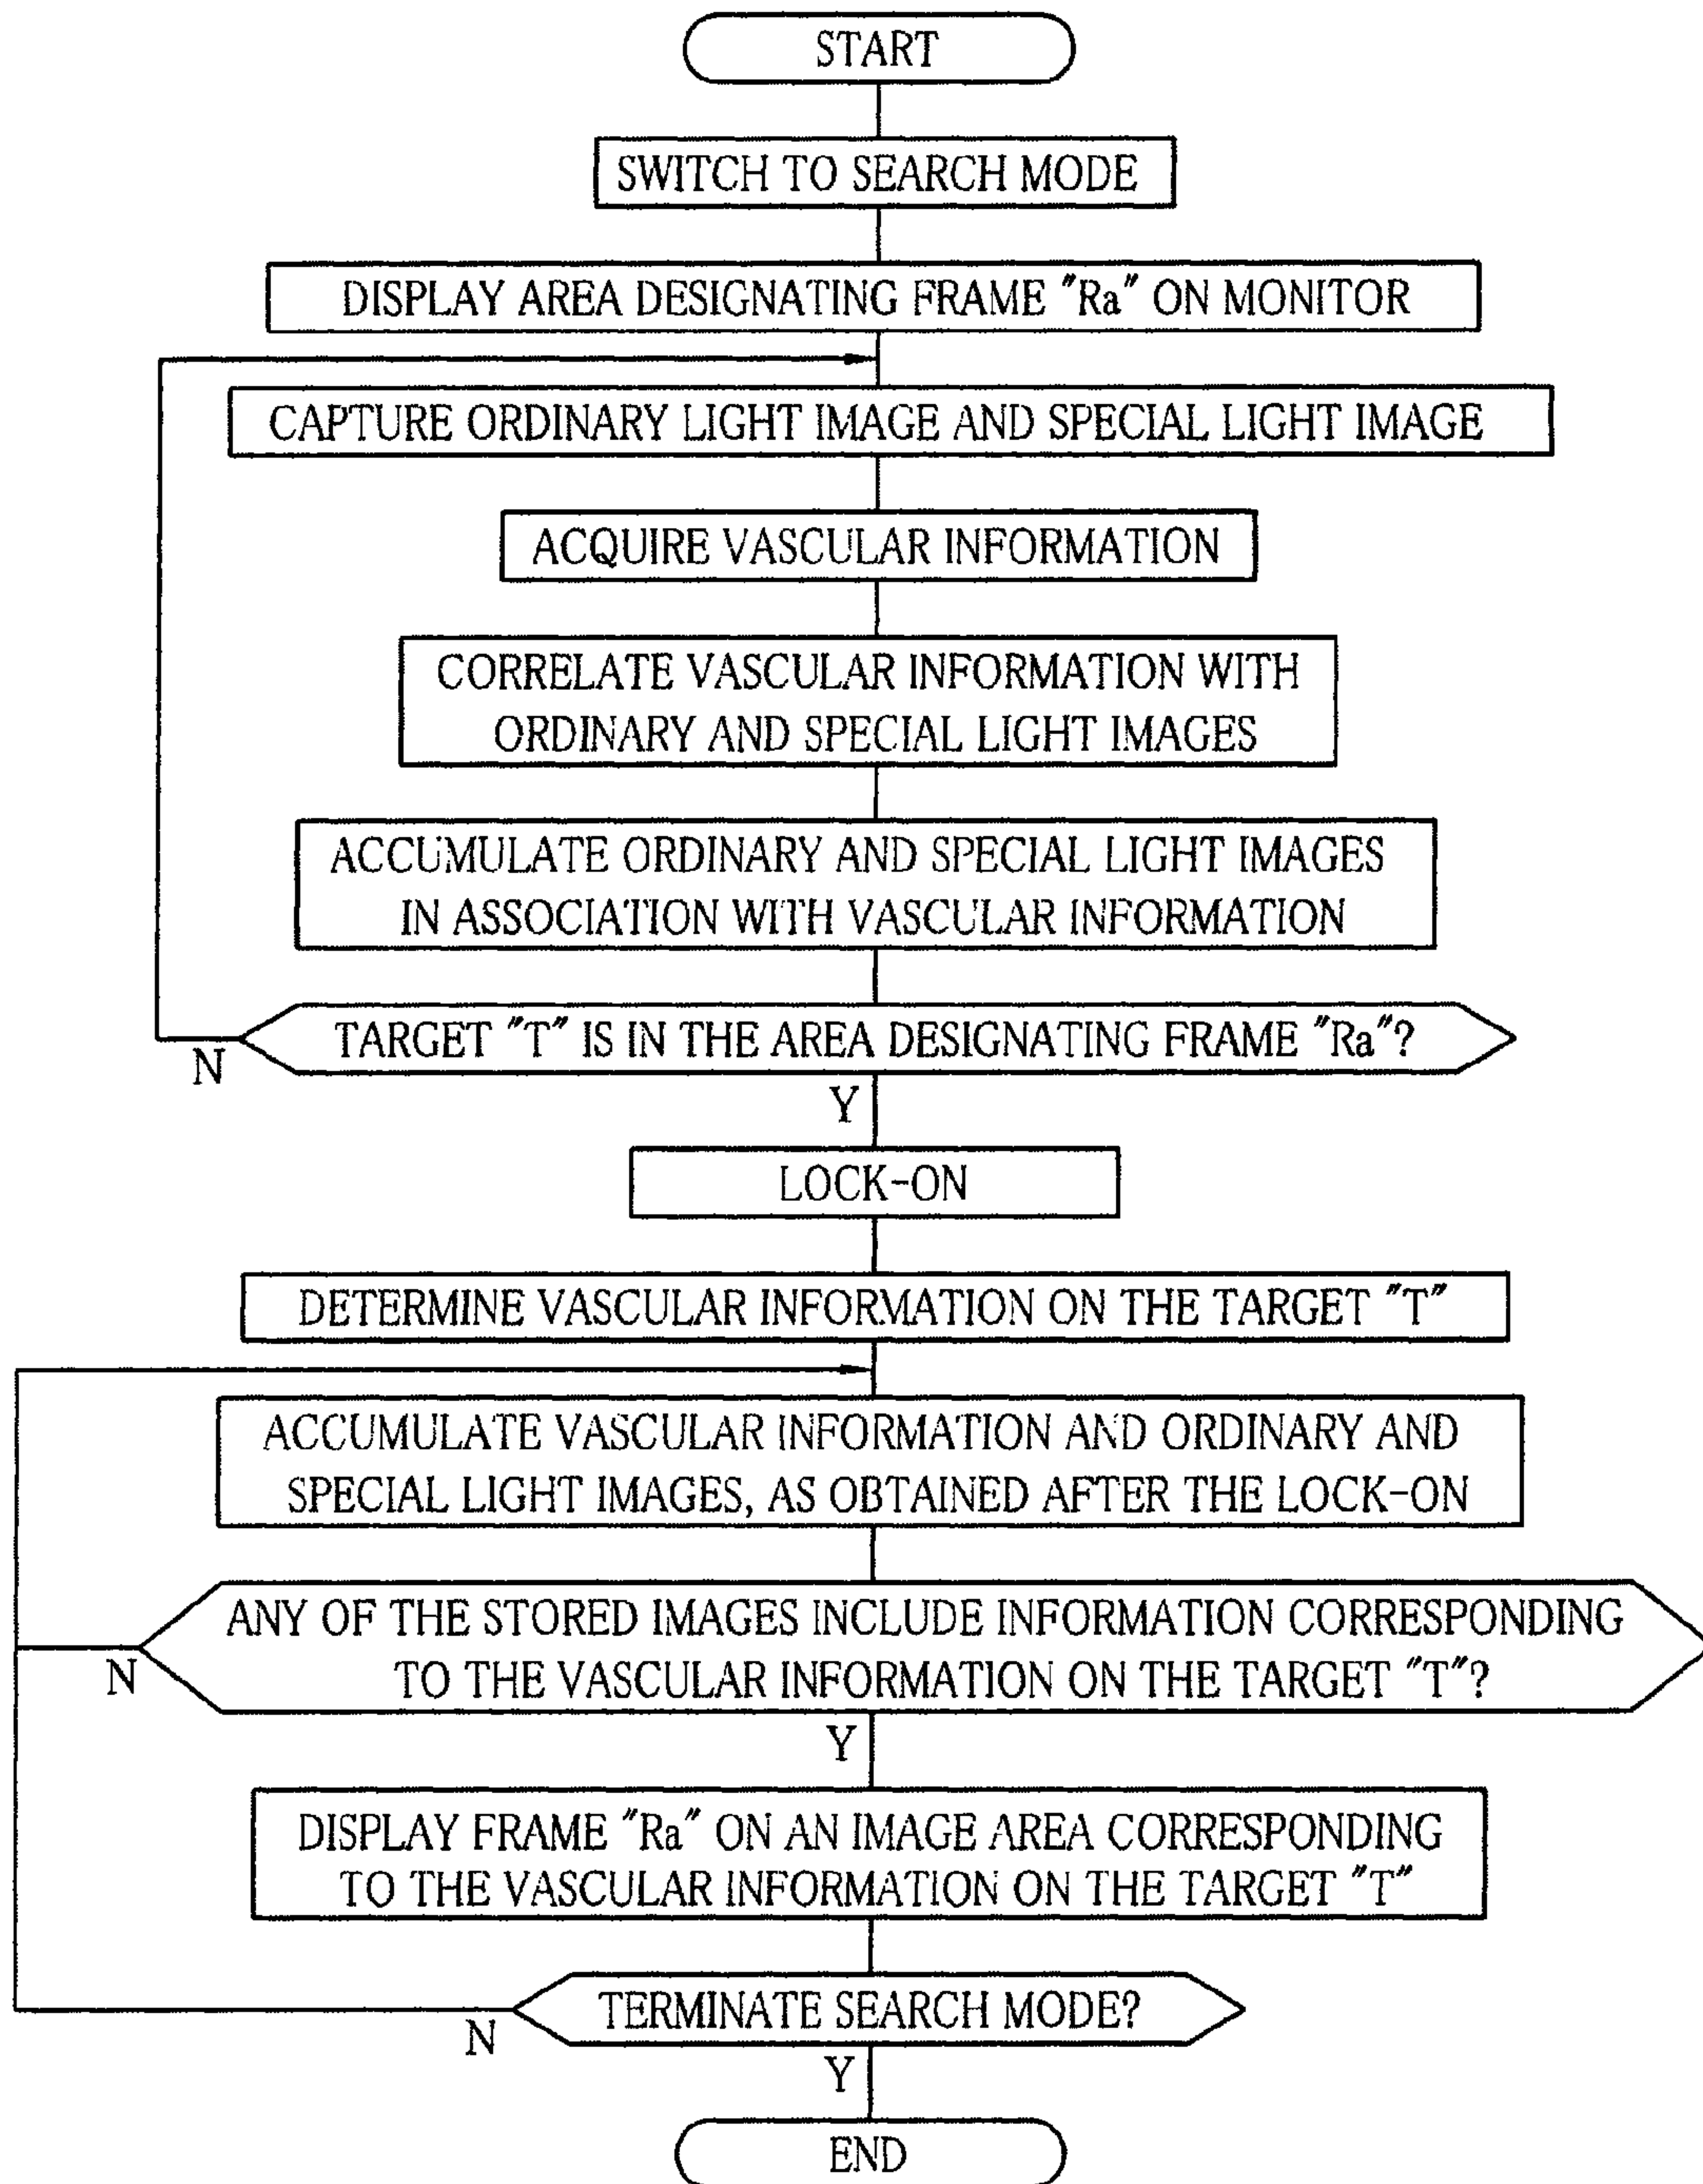 START
SWITCH TO SEARCH MODE
DISPLAY AREA DESIGNATING FRAME "Ra" ON MONITOR
CAPTURE ORDINARY LIGHT IMAGE AND SPECIAL LIGHT IMAGE
ACQUIRE VASCULAR INFORMATION
CORRELATE VASCULAR INFORMATION WITH
ORDINARY AND SPECIAL LIGHT IMAGES
ACCUMULATE ORDINARY AND SPECIAL LIGHT IMAGES
IN ASSOCIATION WITH VASCULAR INFORMATION
TARGET "T" IS IN THE AREA DESIGNATING FRAME "Ra"?
N
Y
LOCK-ON
DETERMINE VASCULAR INFORMATION ON THE TARGET "T"
ACCUMULATE VASCULAR INFORMATION AND ORDINARY AND
SPECIAL LIGHT IMAGES, AS OBTAINED AFTER THE LOCK-ON
ANY OF THE STORED IMAGES INCLUDE INFORMATION CORRESPONDING
TO THE VASCULAR INFORMATION ON THE TARGET "T"?
N
Y
DISPLAY FRAME "Ra" ON AN IMAGE AREA CORRESPONDING
TO THE VASCULAR INFORMATION ON THE TARGET "T"
TERMINATE SEARCH MODE?
N
Y
END